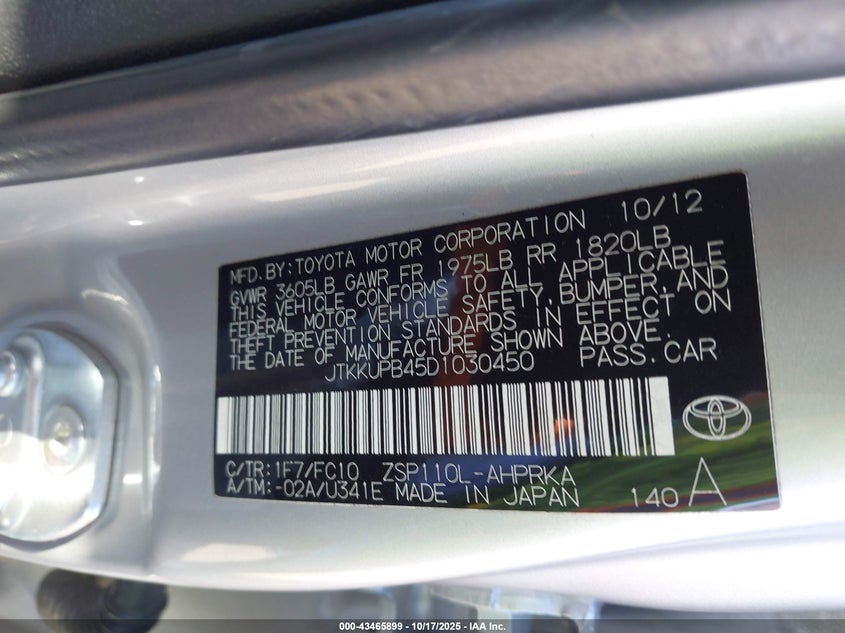 MFD.BY:TOYOTA MOTOR CORPORATION 10/12
GVWR 3605LB GAWR FR 1975LB RR 1820LB
THIS VEHICLE CONFORMS TO ALL APPLICABLE
FEDERAL MOTOR VEHICLE SAFETY,BUMPER,AND
THEFT PREVENTION STANDARDS IN EFFECT ON
THE DATE OF MANUFACTURE SHOWN ABOVE.
JTKKUPB45D1030450 PASS.CAR
C/TR:1F7/FC10 ZSP110L-AHPRKA
A/TM:-02A/U341E MADE IN JAPAN 140 A
000-43465899 | 10/17/2025 - IAA Inc.